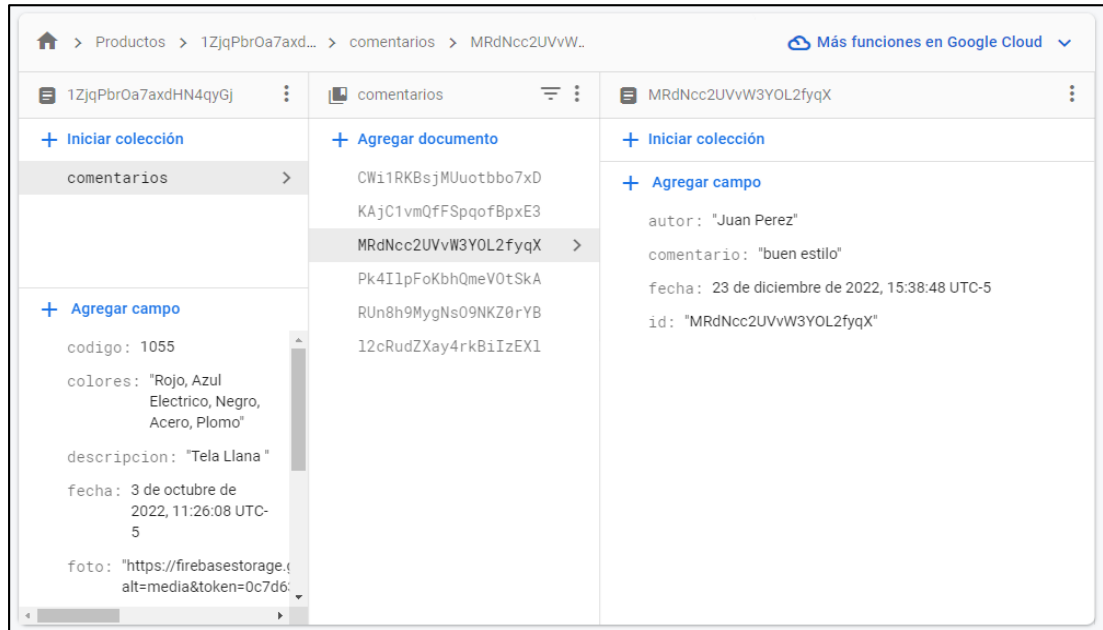 Productos > 1ZjqPbrOa7axd... > comentarios > MRdNcc2UVvW..
Más funciones en Google Cloud
1ZjqPbrOa7axdHN4qyGj
Iniciar colección
comentarios
Agregar campo
codigo: 1055
colores: "Rojo, Azul
Electrico, Negro,
Acero, Plomo"
descripcion: "Tela Llana "
fecha: 3 de octubre de
2022, 11:26:08 UTC-
5
foto: "https://firebasestorage.g
alt=media&token=0c7d6
comentarios
Agregar documento
CWi1RKBsjMUuotbbo7xD
KAjC1vmQfFSpqofBpxE3
MRdNcc2UVvW3YOL2fyqX
Pk4IlpFoKbhQmeVOtSkA
RUn8h9MygNsO9NKZ0rYB
l2cRudZXay4rkBiIzEXl
MRdNcc2UVvW3YOL2fyqX
Iniciar colección
Agregar campo
autor: "Juan Perez"
comentario: "buen estilo"
fecha: 23 de diciembre de 2022, 15:38:48 UTC-5
id: "MRdNcc2UVvW3YOL2fyqX"